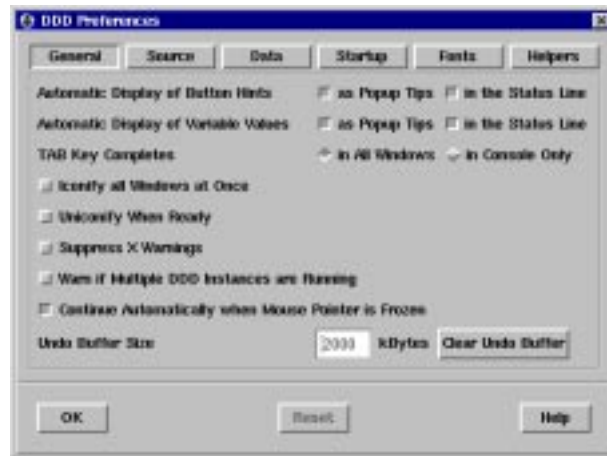 DDD Preferences
General Source Data Startup Fonts Helpers
Automatic Display of Button Hints as Popup Tips in the Status Line
Automatic Display of Variable Values as Popup Tips in the Status Line
TAB Key Completes in All Windows in Console Only
Iconify all Windows at Once
Uniconify When Ready
Suppress X Warnings
Warn if Multiple DDD Instances are Running
Continue Automatically when Mouse Pointer is Frozen
Undo Buffer Size 2000 kBytes Clear Undo Buffer
OK Reset Help